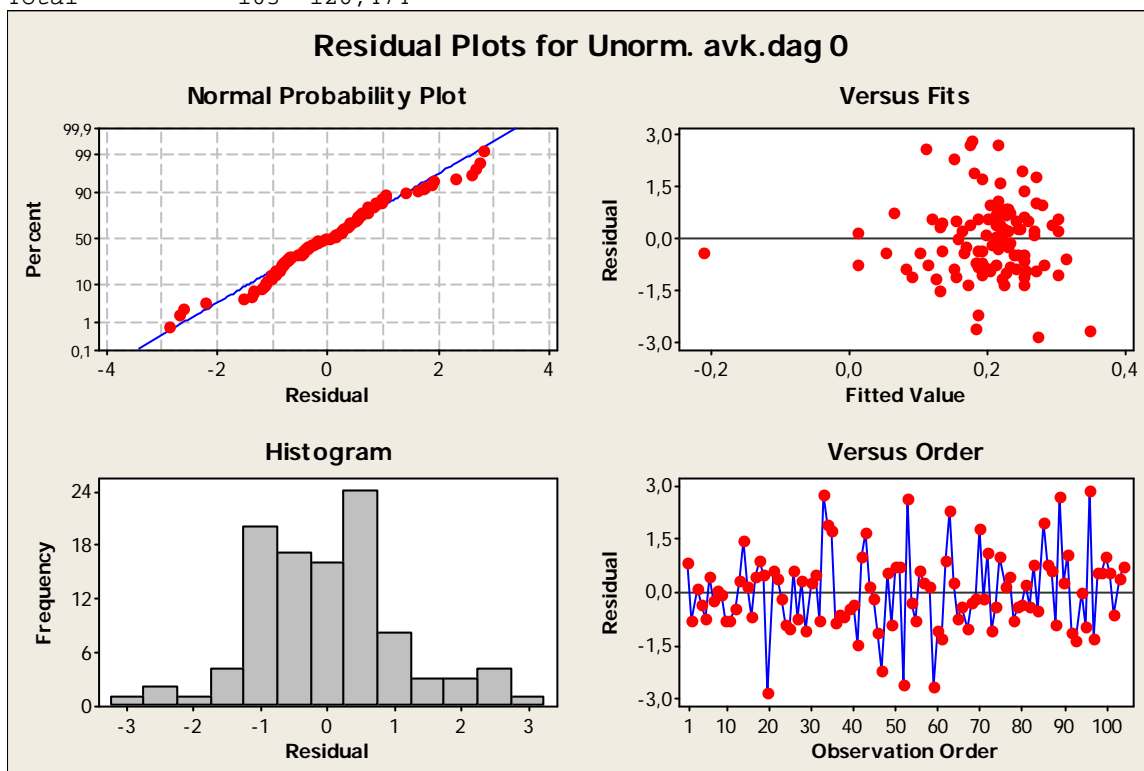 Total 103 120,171
Residual Plots for Unorm. avk.dag 0
Normal Probability Plot
Percent
99,9
99
90
50
10
1
0,1
-4 -2 0 2 4
Residual
Versus Fits
Residual
3,0
1,5
0,0
-1,5
-3,0
-0,2 0,0 0,2 0,4
Fitted Value
Histogram
Frequency
24
18
12
6
0
-3 -2 -1 0 1 2 3
Residual
Versus Order
Residual
3,0
1,5
0,0
-1,5
-3,0
1 10 20 30 40 50 60 70 80 90 100
Observation Order